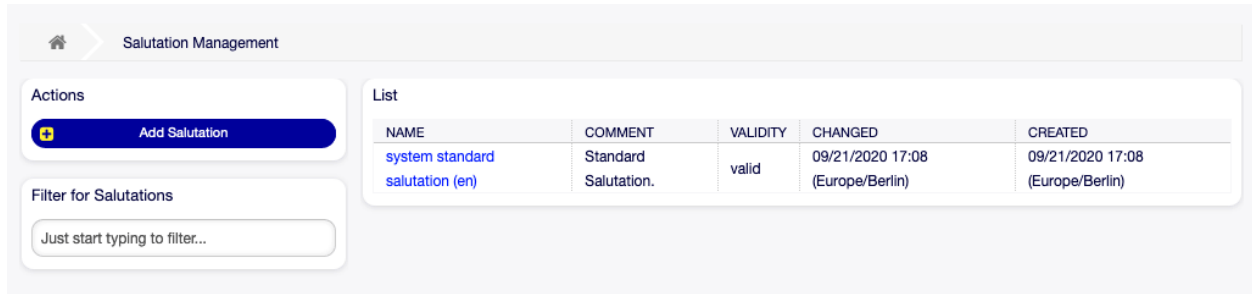 Salutation Management
Actions
Add Salutation
Filter for Salutations
Just start typing to filter...
List
NAME COMMENT VALIDITY CHANGED CREATED
system standard Standard valid 09/21/2020 17:08 09/21/2020 17:08
salutation (en) Salutation. (Europe/Berlin) (Europe/Berlin)